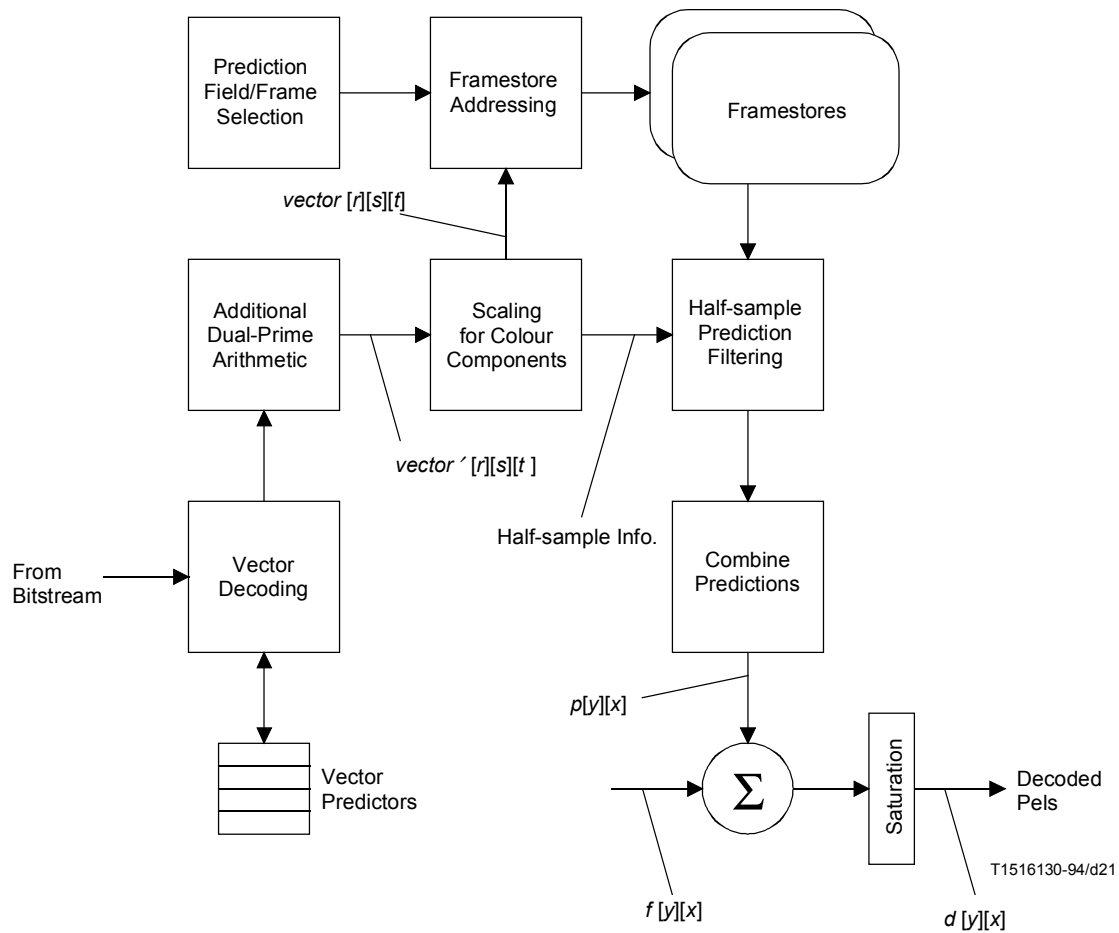 Prediction
Field/Frame
Selection
Framestore
Addressing
Framestores
vector [r][s][t]
Additional
Dual-Prime
Arithmetic
Scaling
for Colour
Components
Half-sample
Prediction
Filtering
vector ′ [r][s][t ]
Half-sample Info.
From
Bitstream
Vector
Decoding
Combine
Predictions
p[y][x]
Vector
Predictors
Σ
Saturation
Decoded
Pels
T1516130-94/d21
f [y][x]
d [y][x]